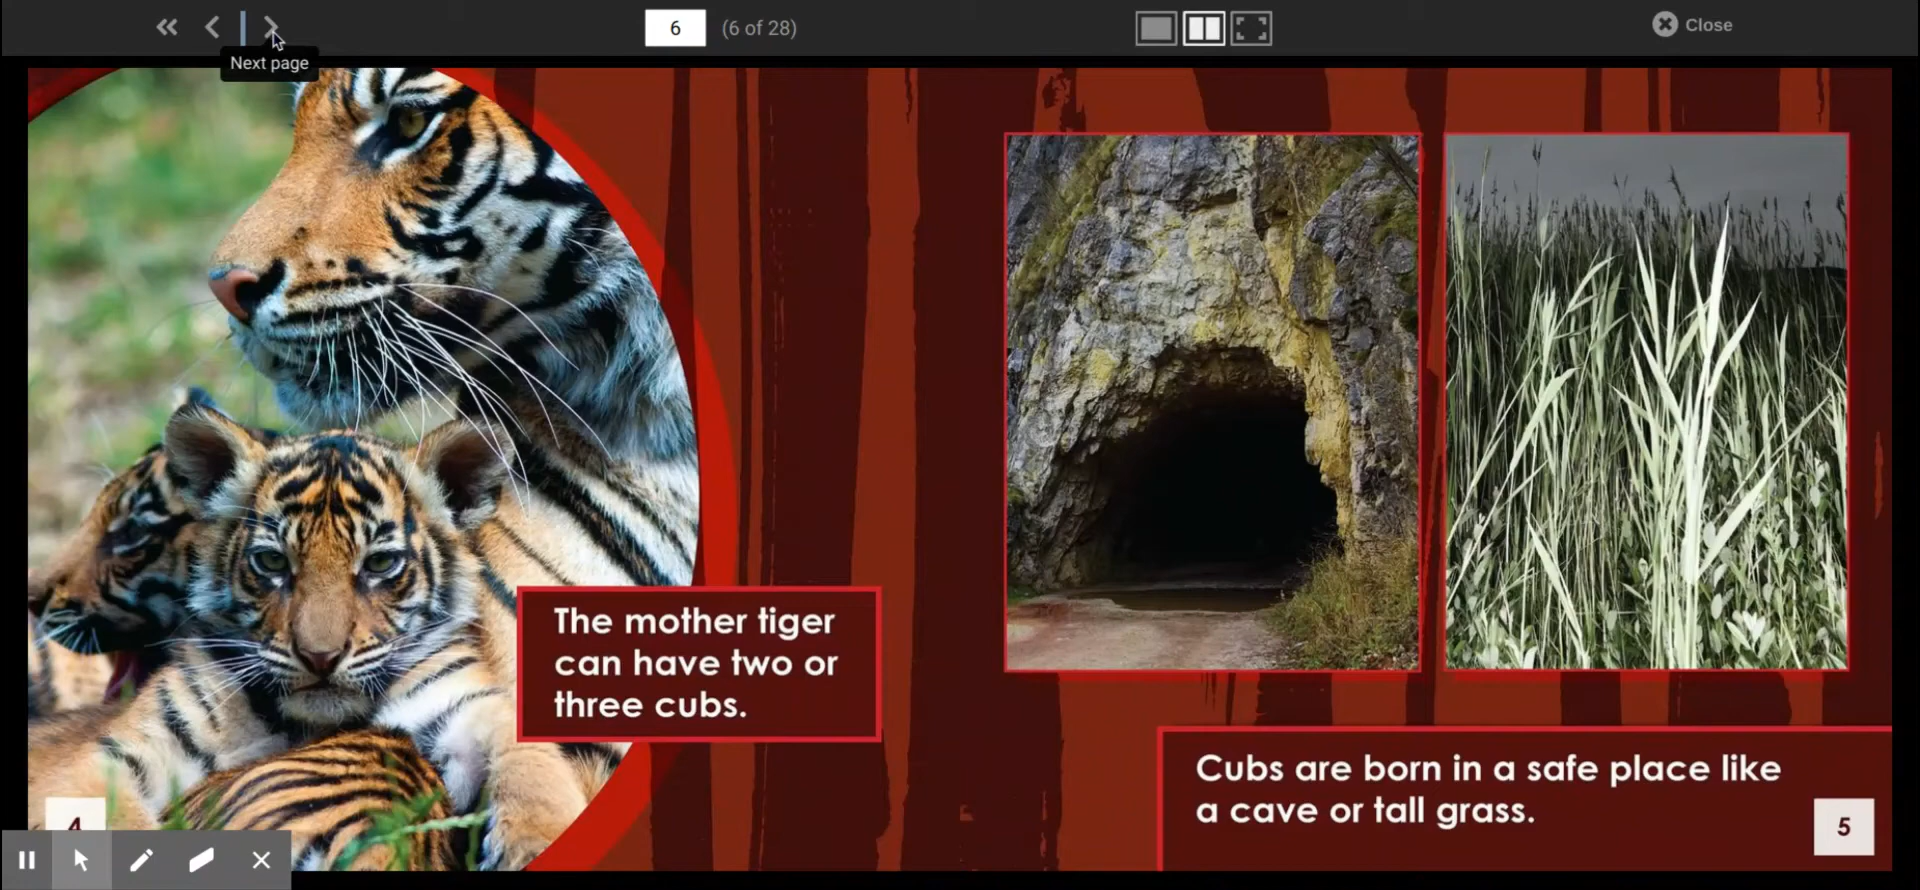 6
(6 of 28)
Close
Next page
The mother tiger
can have two or
three cubs.
4
Cubs are born in a safe place like
a cave or tall grass.
5